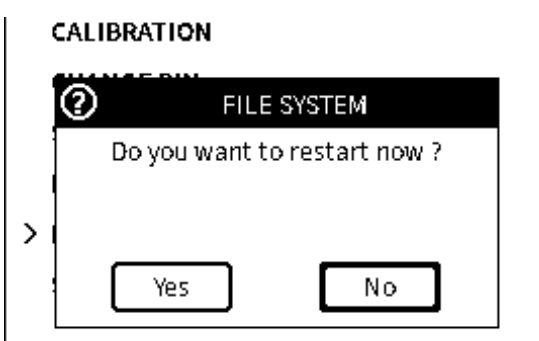 CALIBRATION
FILE SYSTEM
Do you want to restart now ?
Yes
No